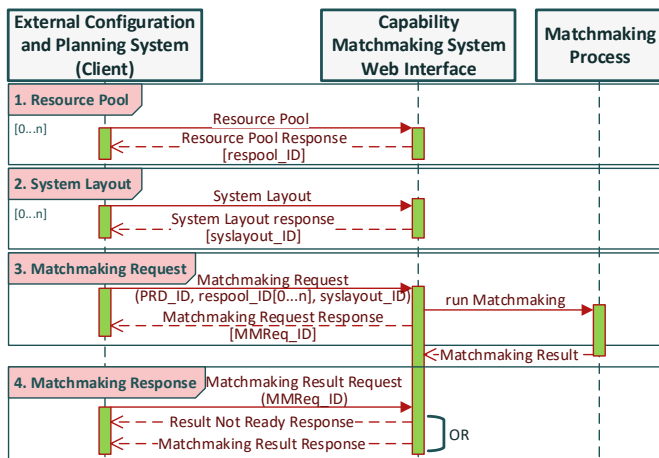 External Configuration
and Planning System
(Client)
Capability
Matchmaking System
Web Interface
Matchmaking
Process
1. Resource Pool
[0...n]
Resource Pool
Resource Pool Response
[respool_ID]
2. System Layout
[0...n]
System Layout
System Layout response
[syslayout_ID]
3. Matchmaking Request
Matchmaking Request
(PRD_ID, respool_ID[0...n], syslayout_ID)
run Matchmaking
Matchmaking Request Response
[MMReq_ID]
Matchmaking Result
4. Matchmaking Response
Matchmaking Result Request
(MMReq_ID)
Result Not Ready Response
OR
Matchmaking Result Response